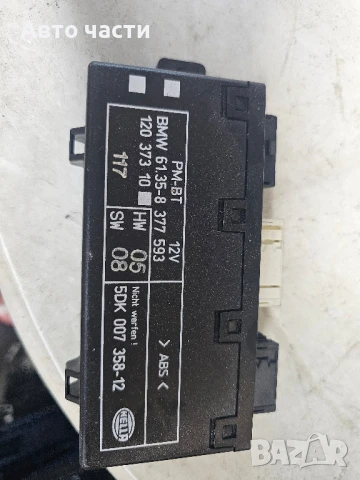 Авто части
PM-BT 12V
BMW 61.35-8 377 593
120 373 10
117
HW 05
SW 08
Nicht werfen !
5DK 007 358-12
> ABS <
HELLA
BAZAR